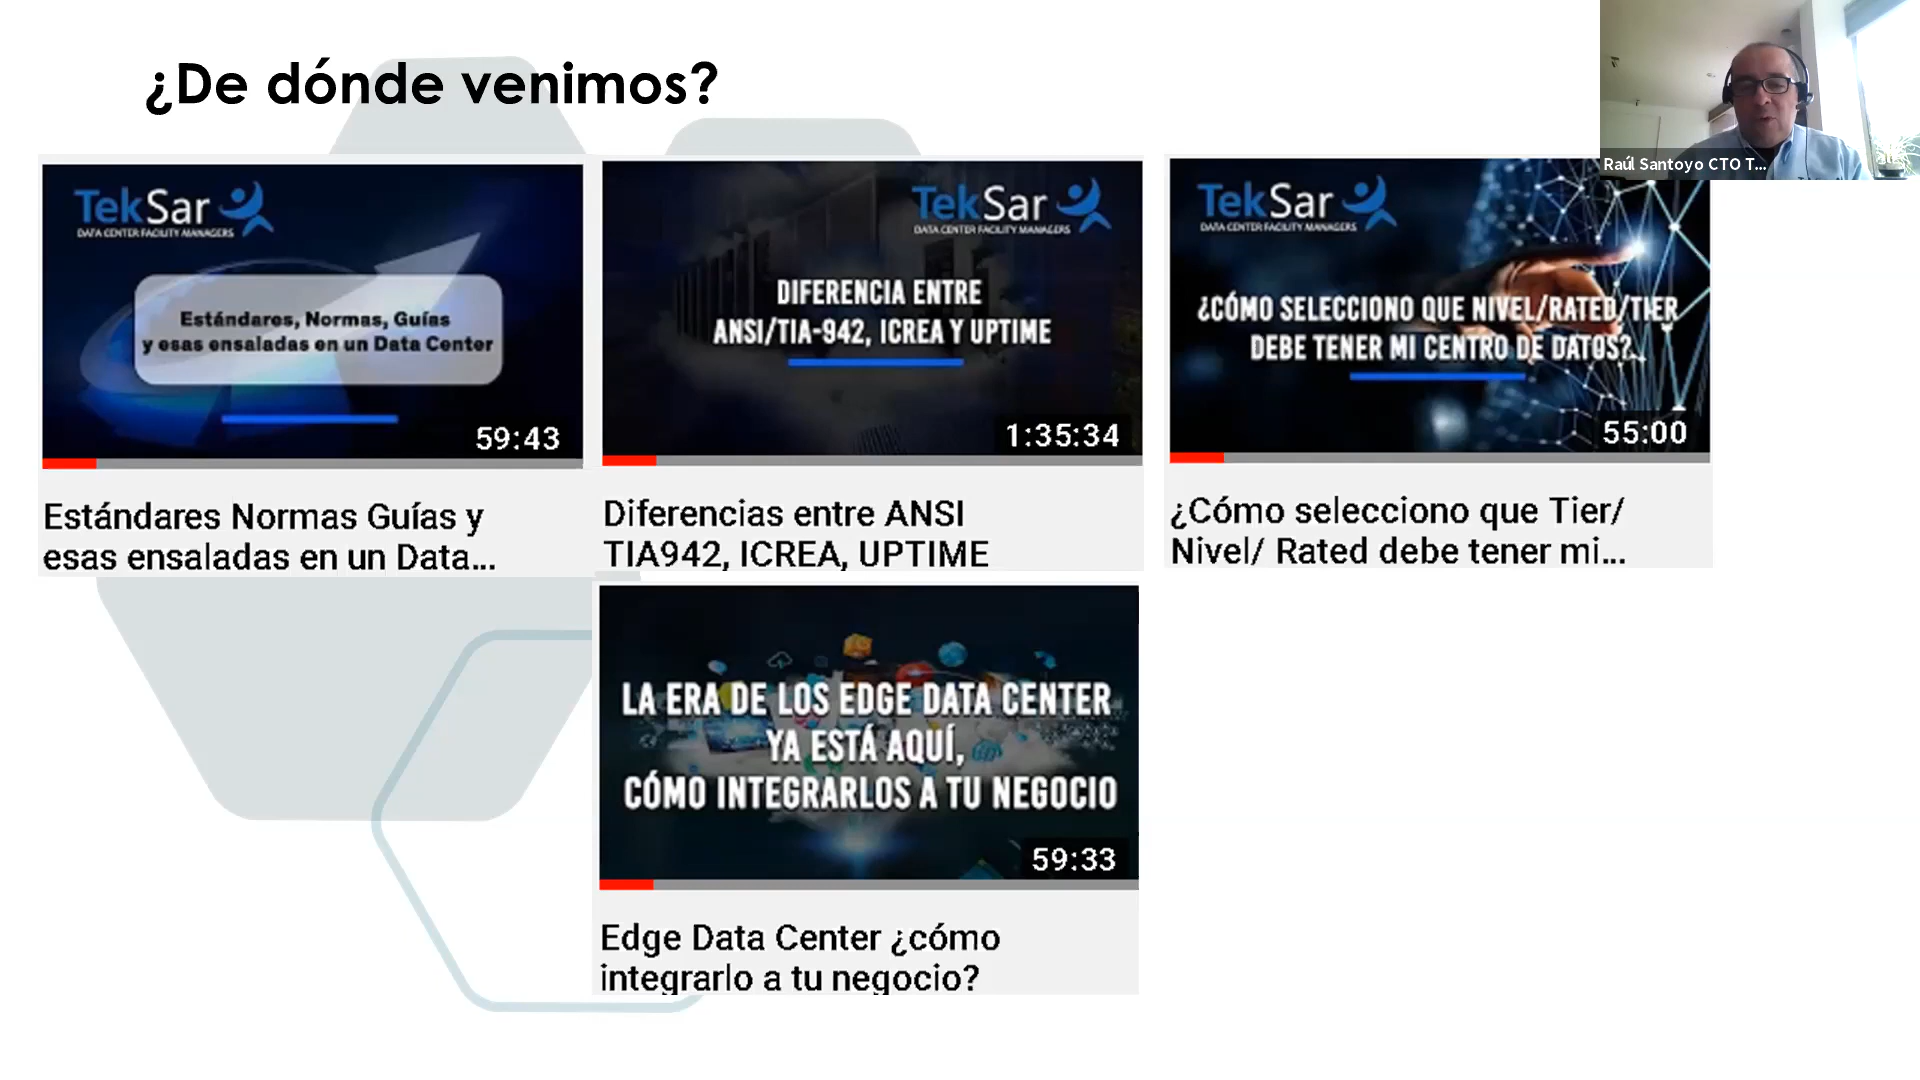 ¿De dónde venimos?
Raúl Santoyo CTO T...
TekSar
DATA CENTER FACILITY MANAGERS
Estándares, Normas, Guías
y esas ensaladas en un Data Center
59:43
Estándares Normas Guías y
esas ensaladas en un Data...
TekSar
DATA CENTER FACILITY MANAGERS
DIFERENCIA ENTRE
ANSI/TIA-942, ICREA Y UPTIME
1:35:34
Diferencias entre ANSI
TIA942, ICREA, UPTIME
TekSar
DATA CENTER FACILITY MANAGERS
¿CÓMO SELECCIONO QUE NIVEL/RATED/TIER
DEBE TENER MI CENTRO DE DATOS?
55:00
¿Cómo selecciono que Tier/
Nivel/ Rated debe tener mi...
LA ERA DE LOS EDGE DATA CENTER
YA ESTÁ AQUÍ,
CÓMO INTEGRARLOS A TU NEGOCIO
59:33
Edge Data Center ¿cómo
integrarlo a tu negocio?